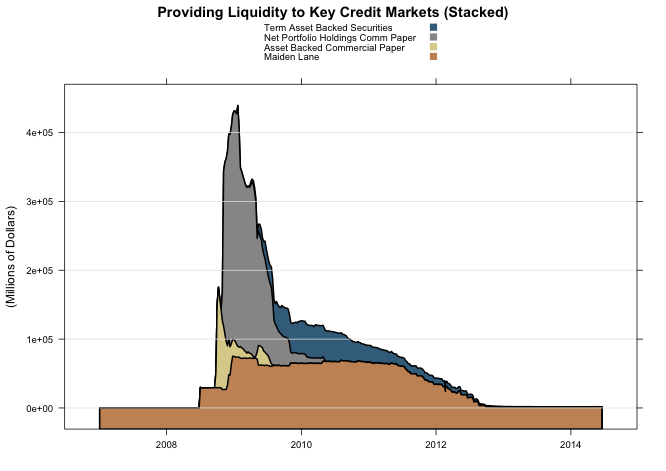 Providing Liquidity to Key Credit Markets (Stacked)
Term Asset Backed Securities
Net Portfolio Holdings Comm Paper
Asset Backed Commercial Paper
Maiden Lane
(Millions of Dollars)
4e+05
3e+05
2e+05
1e+05
0e+00
2008 2010 2012 2014